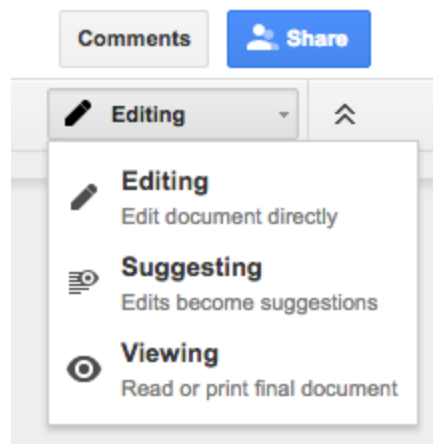 Comments Share
Editing
Editing
Edit document directly
Suggesting
Edits become suggestions
Viewing
Read or print final document